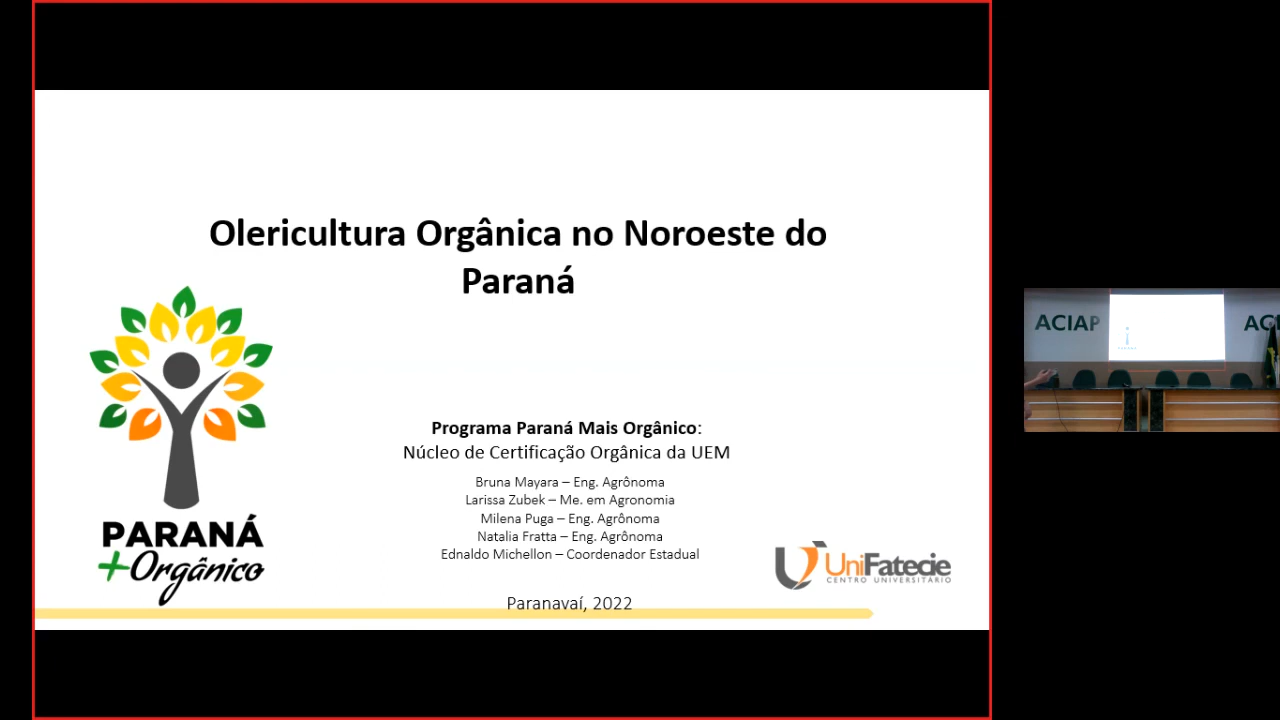 Olericultura Orgânica no Noroeste do
Paraná
Programa Paraná Mais Orgânico:
Núcleo de Certificação Orgânica da UEM
Bruna Mayara – Eng. Agrônoma
Larissa Zubek – Me. em Agronomia
Milena Puga – Eng. Agrônoma
Natalia Fratta – Eng. Agrônoma
Ednaldo Michellon – Coordenador Estadual
Paranavaí, 2022
PARANÁ
+Orgânico
UniFatecie
CENTRO UNIVERSITÁRIO
ACIAP